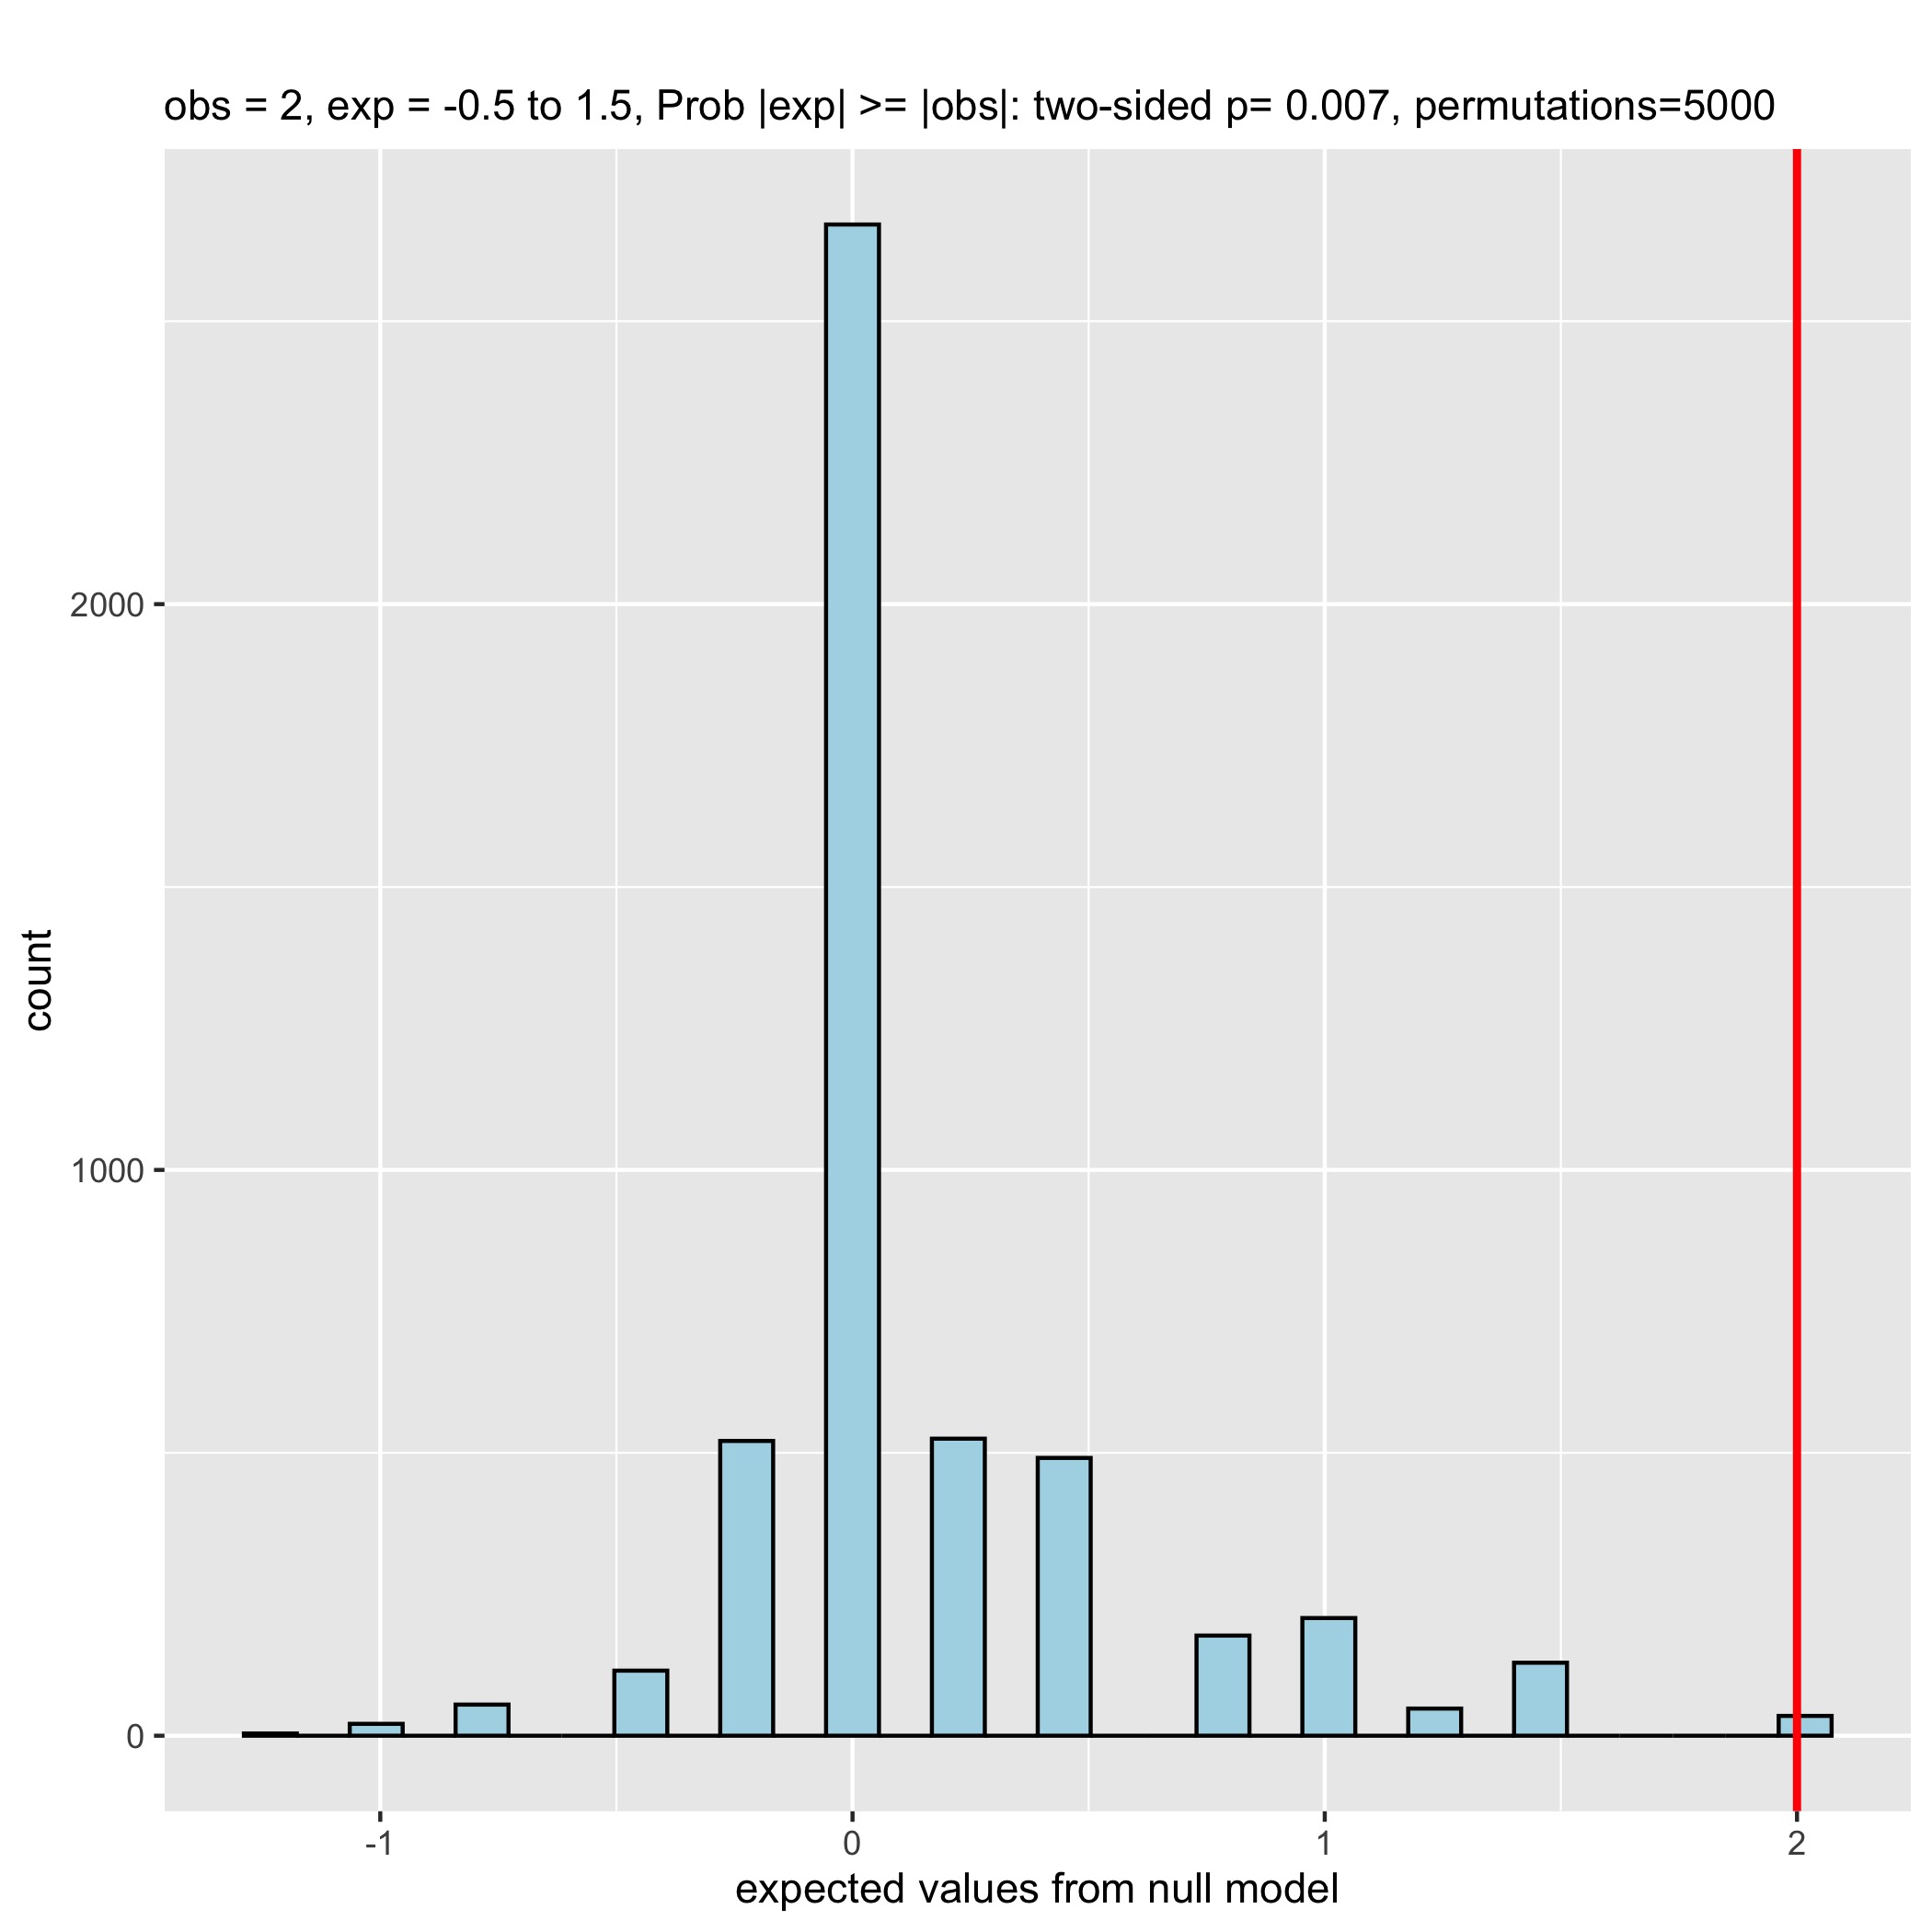 obs = 2, exp = -0.5 to 1.5, Prob |exp| >= |obs|: two-sided p= 0.007, permutations=5000
count
2000
1000
0
-1 0 1 2
expected values from null model